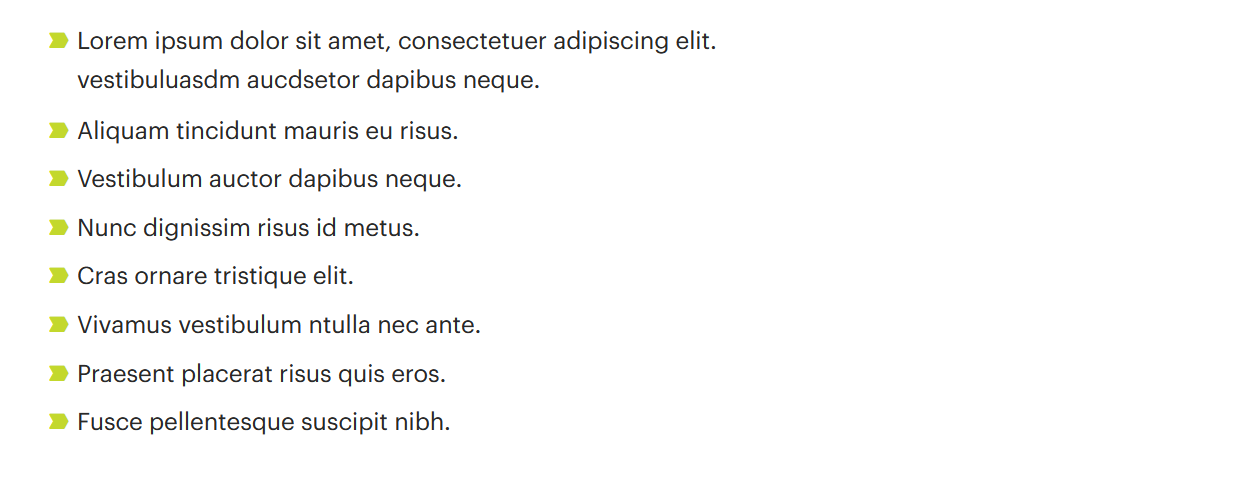 Lorem ipsum dolor sit amet, consectetuer adipiscing elit.
vestibuluasdm aucdsetor dapibus neque.
Aliquam tincidunt mauris eu risus.
Vestibulum auctor dapibus neque.
Nunc dignissim risus id metus.
Cras ornare tristique elit.
Vivamus vestibulum ntulla nec ante.
Praesent placerat risus quis eros.
Fusce pellentesque suscipit nibh.